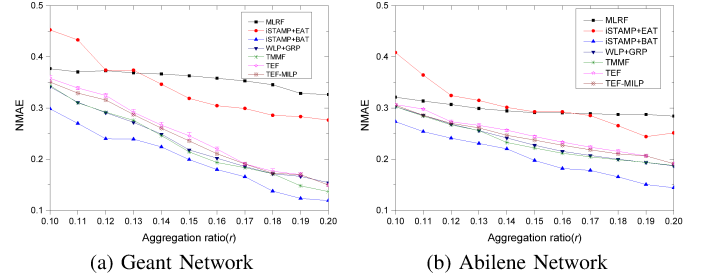 0.5
0.4
0.3
0.2
0.1
NMAE
MLRF
iSTAMP+EAT
iSTAMP+BAT
WLP+GRP
TMMF
TEF
TEF-MILP
0.10 0.11 0.12 0.13 0.14 0.15 0.16 0.17 0.18 0.19 0.20
Aggregation ratio(r)
(a) Geant Network
0.5
0.4
0.3
0.2
0.1
NMAE
MLRF
iSTAMP+EAT
iSTAMP+BAT
WLP+GRP
TMMF
TEF
TEF-MILP
0.10 0.11 0.12 0.13 0.14 0.15 0.16 0.17 0.18 0.19 0.20
Aggregation ratio(r)
(b) Abilene Network